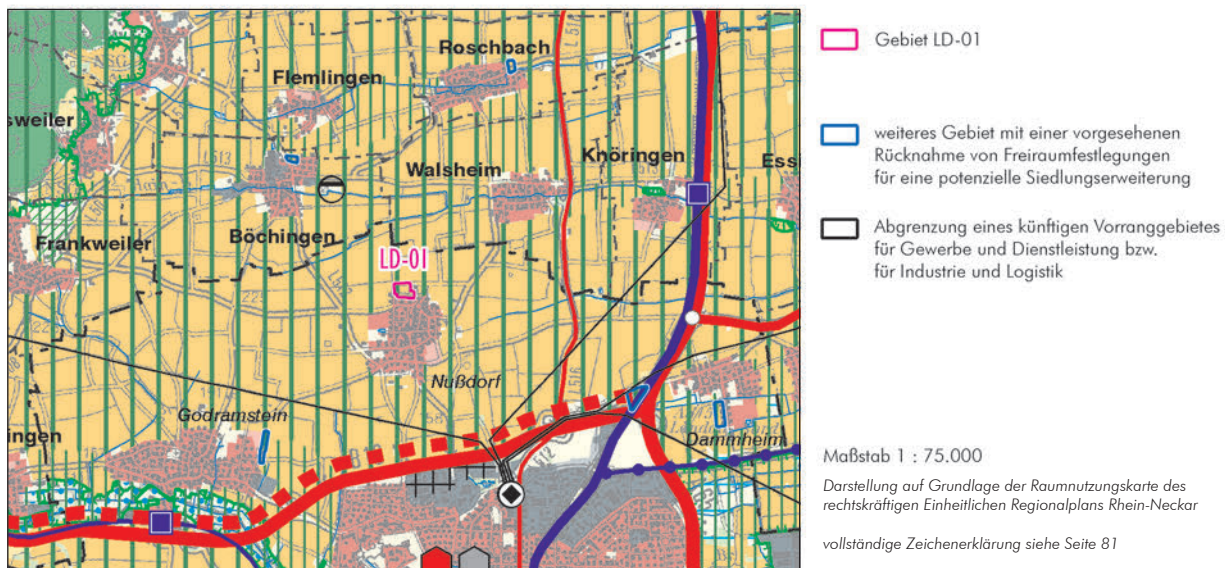 Roschbach
Flemlingen
sweiler
L 516
Walsheim
Knöringen
Essi
L 513
Frankweiler
Böchingen
LD-01
Nußdorf
Godramstein
ingen
Dammheim
Gebiet LD-01
weiteres Gebiet mit einer vorgesehenen
Rücknahme von Freiraumfestlegungen
für eine potenzielle Siedlungserweiterung
Abgrenzung eines künftigen Vorranggebietes
für Gewerbe und Dienstleistung bzw.
für Industrie und Logistik
Maßstab 1 : 75.000
Darstellung auf Grundlage der Raumnutzungskarte des
rechtskräftigen Einheitlichen Regionalplans Rhein-Neckar
vollständige Zeichenerklärung siehe Seite 81